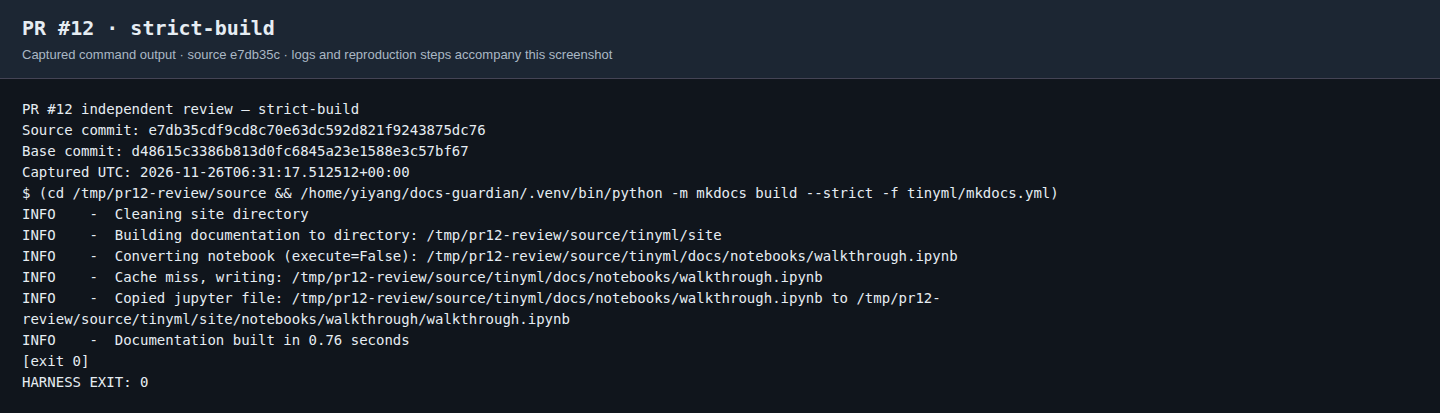 PR #12 · strict-build
Captured command output · source e7db35c · logs and reproduction steps accompany this screenshot
PR #12 independent review — strict-build
Source commit: e7db35cdf9cd8c70e63dc592d821f9243875dc76
Base commit: d48615c3386b813d0fc6845a23e1588e3c57bf67
Captured UTC: 2026-11-26T06:31:17.512512+00:00
$ (cd /tmp/pr12-review/source && /home/yiyang/docs-guardian/.venv/bin/python -m mkdocs build --strict -f tinyml/mkdocs.yml)
INFO    -  Cleaning site directory
INFO    -  Building documentation to directory: /tmp/pr12-review/source/tinyml/site
INFO    -  Converting notebook (execute=False): /tmp/pr12-review/source/tinyml/docs/notebooks/walkthrough.ipynb
INFO    -  Cache miss, writing: /tmp/pr12-review/source/tinyml/docs/notebooks/walkthrough.ipynb
INFO    -  Copied jupyter file: /tmp/pr12-review/source/tinyml/docs/notebooks/walkthrough.ipynb to /tmp/pr12-
review/source/tinyml/site/notebooks/walkthrough/walkthrough.ipynb
INFO    -  Documentation built in 0.76 seconds
[exit 0]
HARNESS EXIT: 0